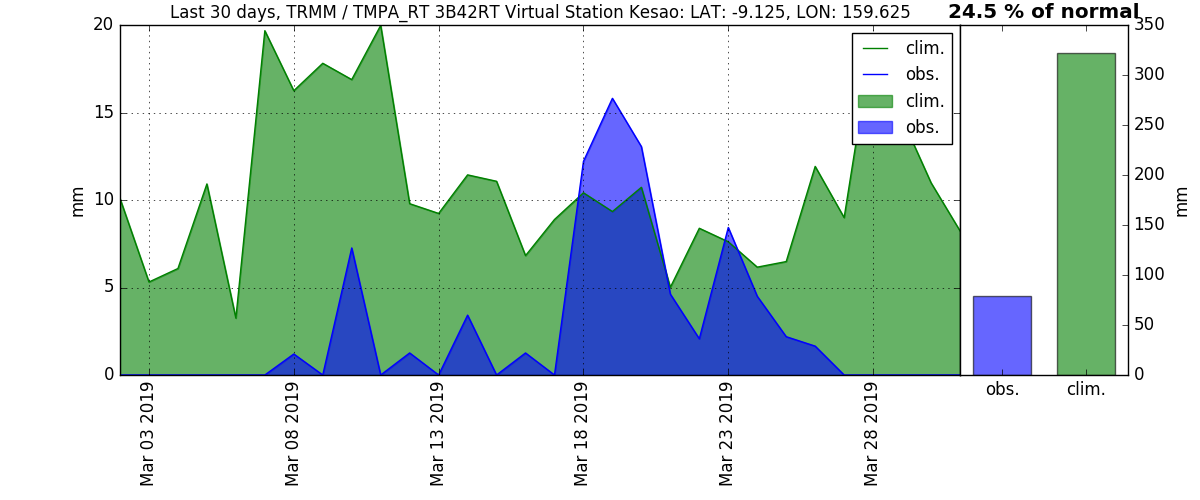 Last 30 days, TRMM / TMPA_RT 3B42RT Virtual Station Kesao: LAT: -9.125, LON: 159.625
24.5 % of normal
20
15
10
5
0
mm
clim.
obs.
clim.
obs.
350
300
250
200
150
100
50
0
mm
Mar 03 2019
Mar 08 2019
Mar 13 2019
Mar 18 2019
Mar 23 2019
Mar 28 2019
obs.
clim.